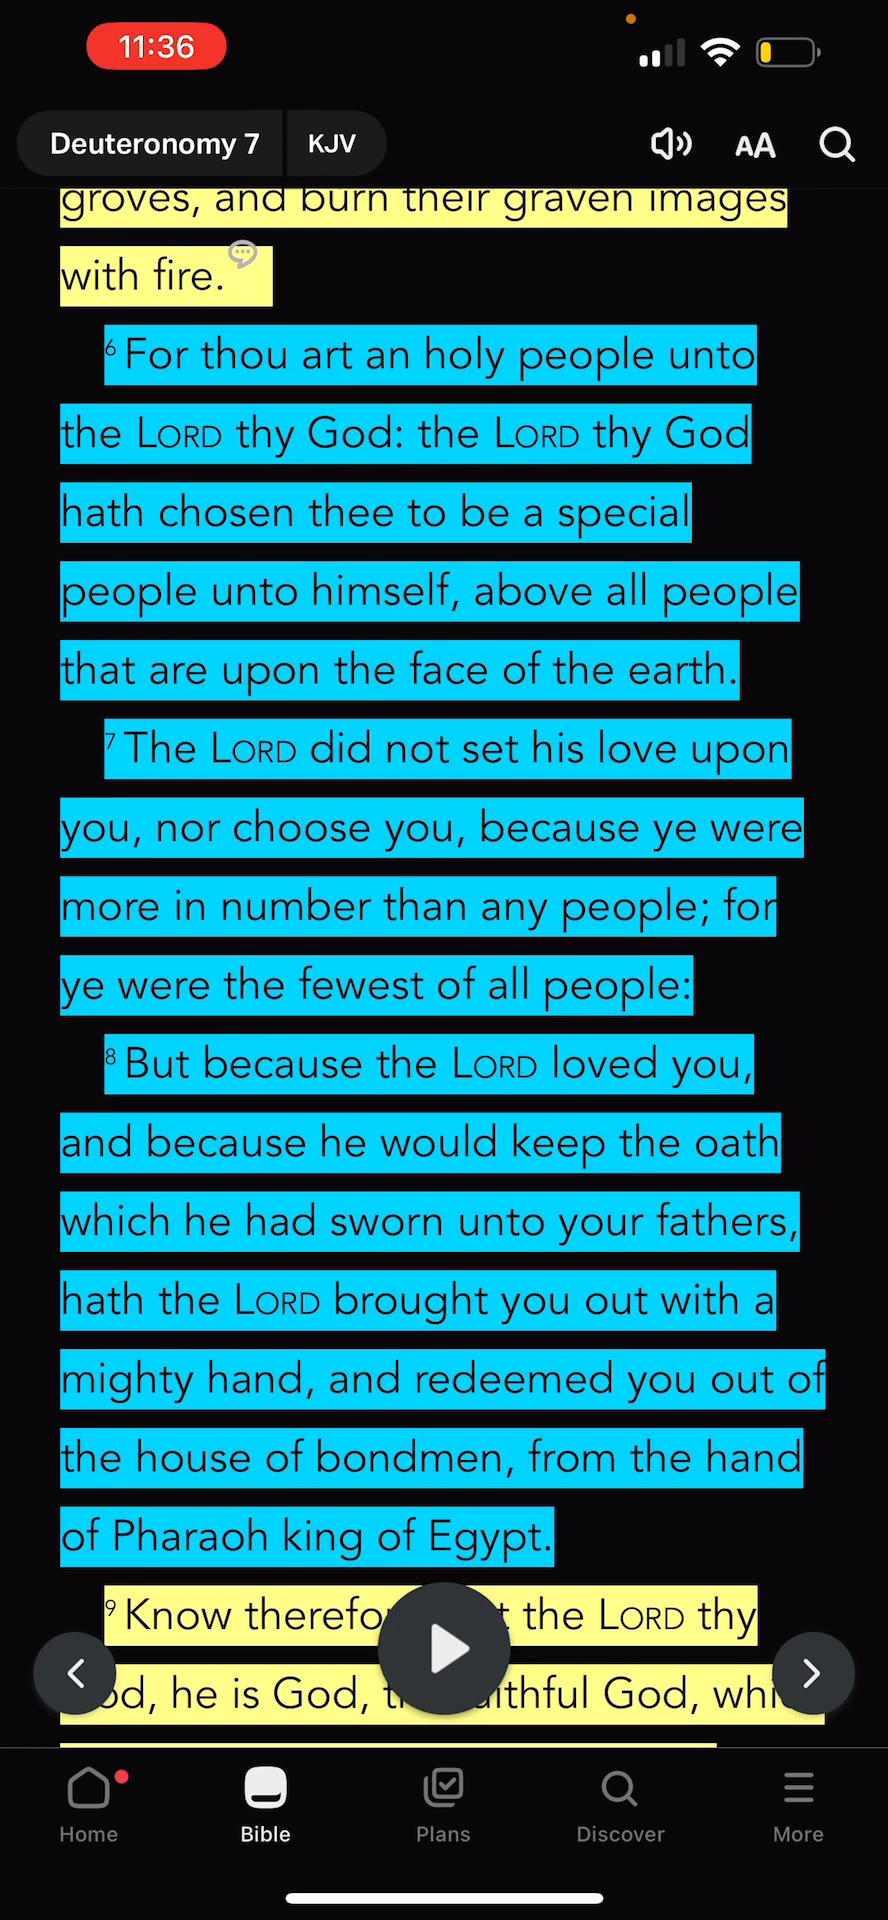 11:36
Deuteronomy 7 KJV AA
groves, and burn their graven images
with fire.
6 For thou art an holy people unto
the LORD thy God: the LORD thy God
hath chosen thee to be a special
people unto himself, above all people
that are upon the face of the earth.
7 The LORD did not set his love upon
you, nor choose you, because ye were
more in number than any people; for
ye were the fewest of all people:
8 But because the LORD loved you,
and because he would keep the oath
which he had sworn unto your fathers,
hath the LORD brought you out with a
mighty hand, and redeemed you out of
the house of bondmen, from the hand
of Pharaoh king of Egypt.
9 Know the LORD thy
he is God, God,
Home Bible Plans Discover More